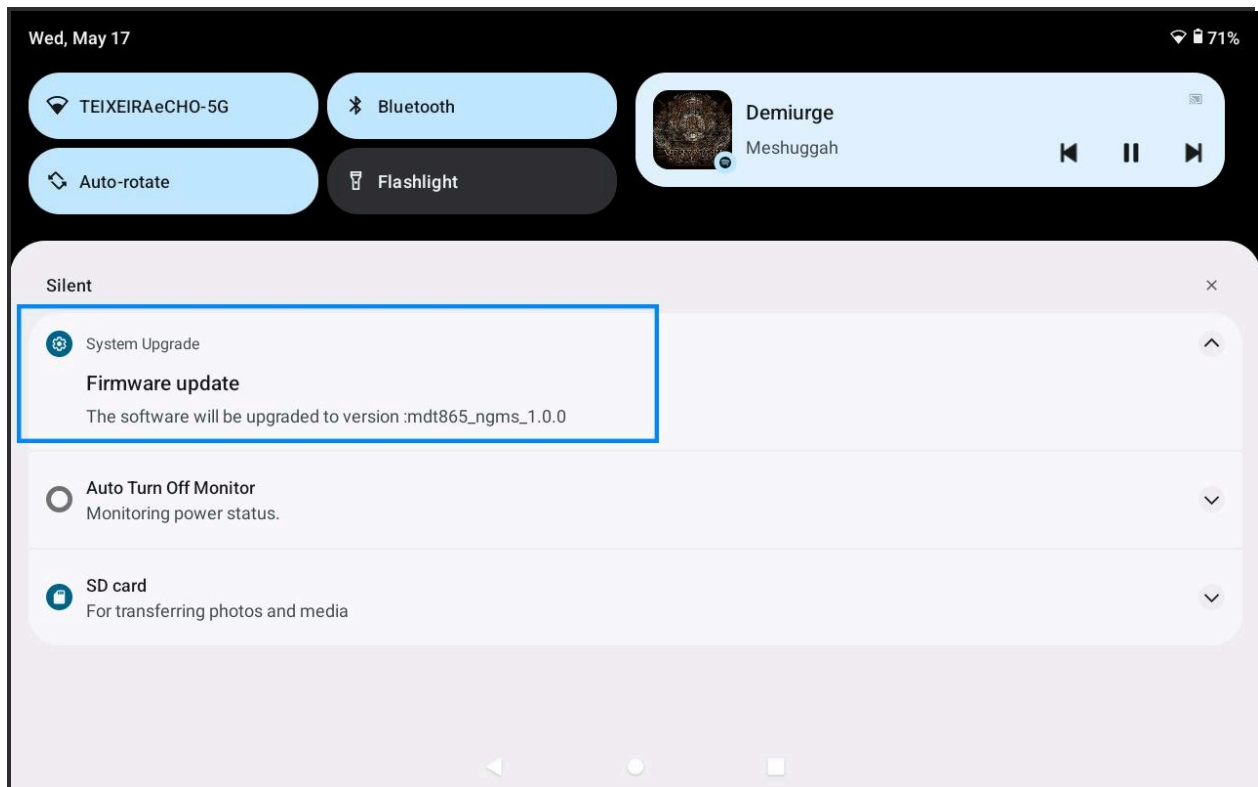 Wed, May 17
71%
TEIXEIRAeCHO-5G
Bluetooth
Auto-rotate
Flashlight
Demiurge
Meshuggah
Silent
System Upgrade
Firmware update
The software will be upgraded to version :mdt865_ngms_1.0.0
Auto Turn Off Monitor
Monitoring power status.
SD card
For transferring photos and media